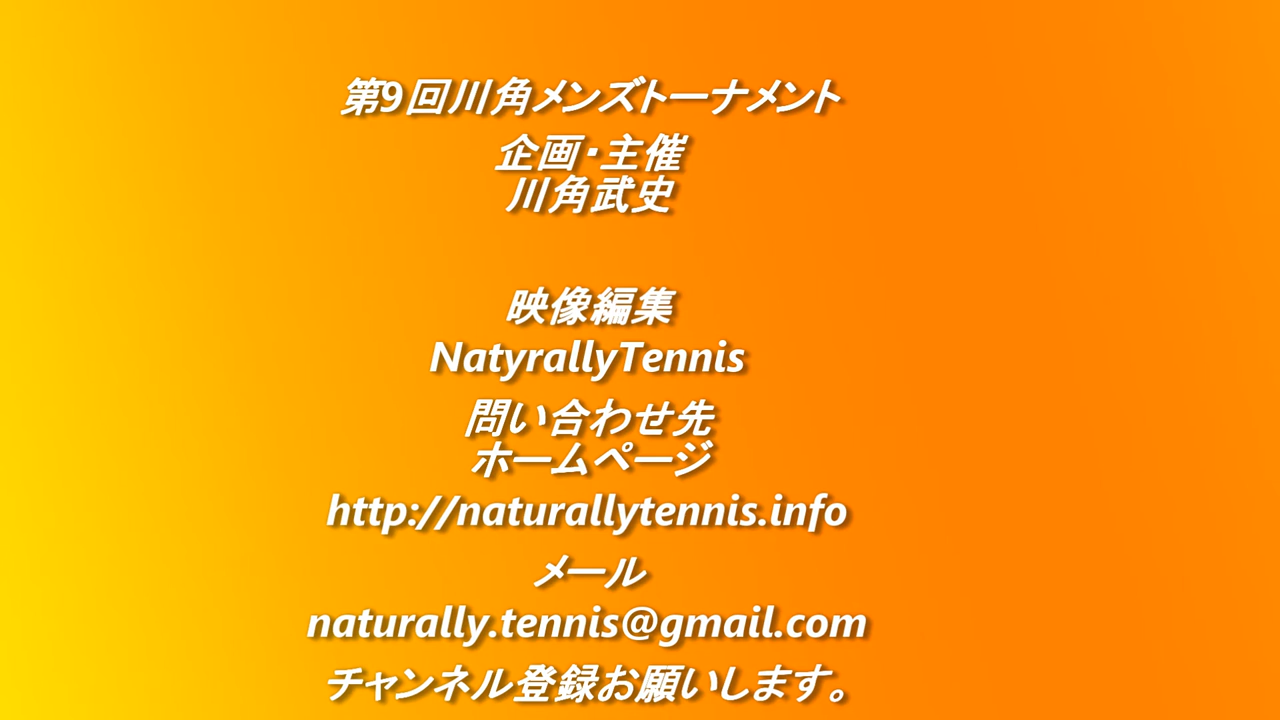 第9回川角メンズトーナメント
企画・主催
川角武史
映像編集
NatyrallyTennis
問い合わせ先
ホームページ
http://naturallytennis.info
メール
naturally.tennis@gmail.com
チャンネル登録お願いします。